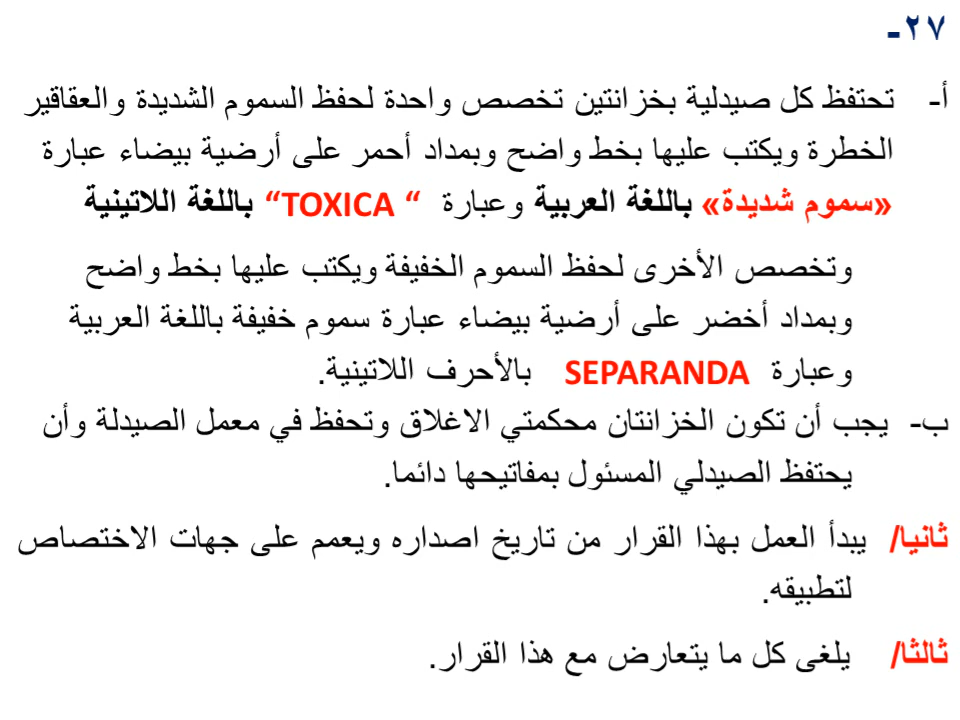 ٢٧-
أ- تحتفظ كل صيدلية بخزانتين تخصص واحدة لحفظ السموم الشديدة والعقاقير
الخطرة ويكتب عليها بخط واضح وبمداد أحمر على أرضية بيضاء عبارة
«سموم شديدة» باللغة العربية وعبارة “ TOXICA” باللغة اللاتينية
وتخصص الأخرى لحفظ السموم الخفيفة ويكتب عليها بخط واضح
وبمداد أخضر على أرضية بيضاء عبارة سموم خفيفة باللغة العربية
وعبارة SEPARANDA بالأحرف اللاتينية.
ب- يجب أن تكون الخزانتان محكمتي الاغلاق وتحفظ في معمل الصيدلة وأن
يحتفظ الصيدلي المسئول بمفاتيحها دائما.
ثانيا/ يبدأ العمل بهذا القرار من تاريخ اصداره ويعمم على جهات الاختصاص
لتطبيقه.
ثالثا/ يلغى كل ما يتعارض مع هذا القرار.